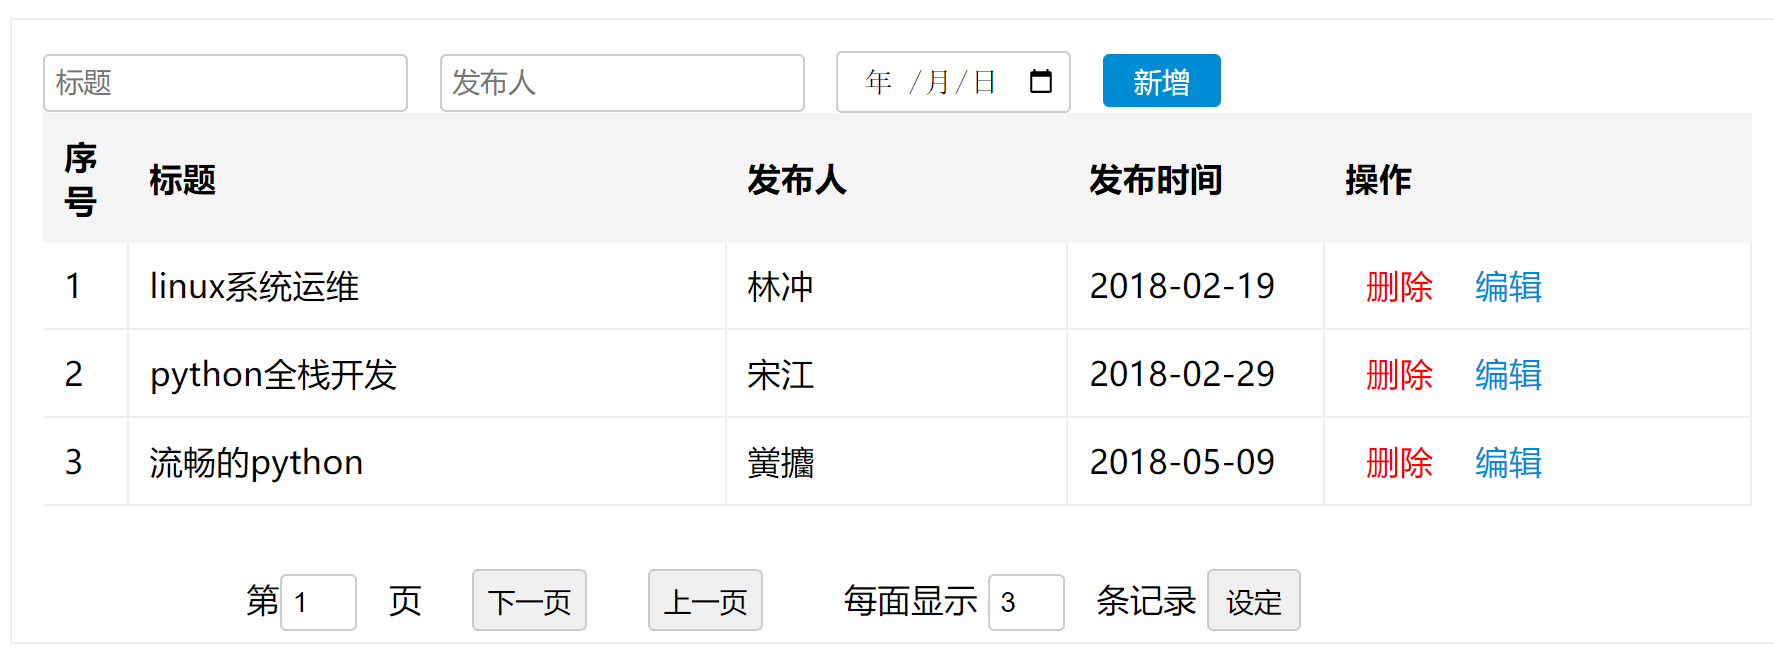 标题 发布人 年 /月/日 新增
序号 标题 发布人 发布时间 操作
1 linux系统运维 林冲 2018-02-19 删除 编辑
2 python全栈开发 宋江 2018-02-29 删除 编辑
3 流畅的python 2018-05-09 删除 编辑
第 1 页 下一页 上一页 每面显示 3 条记录 设定